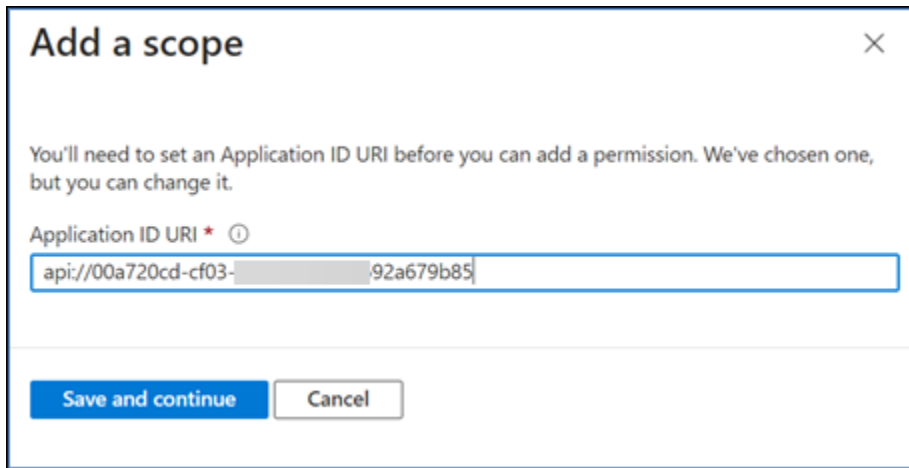 Add a scope
You'll need to set an Application ID URI before you can add a permission. We've chosen one,
but you can change it.
Application ID URI *
api://00a720cd-cf03- 92a679b85
Save and continue
Cancel